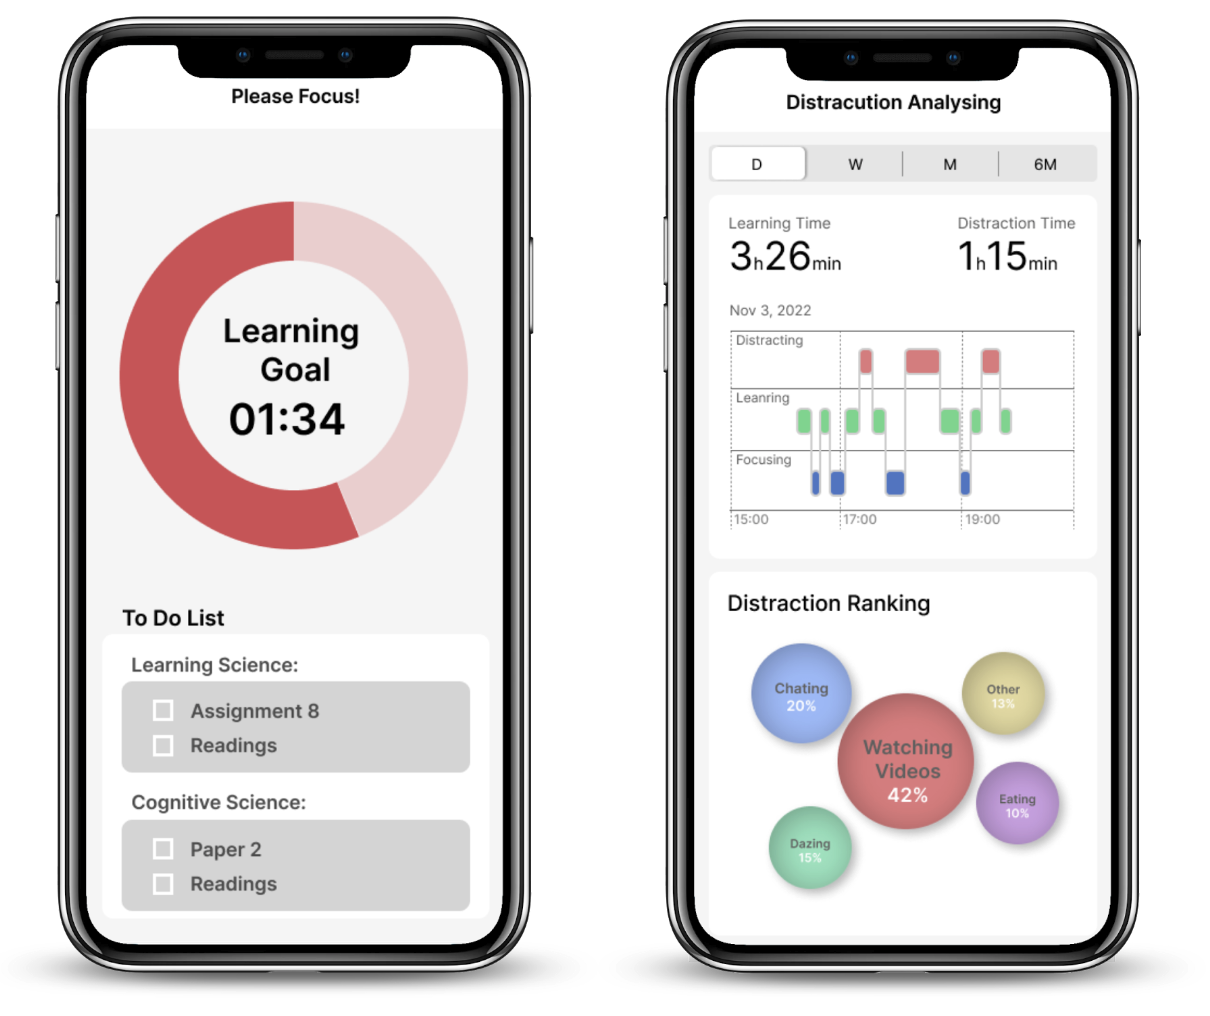 Please Focus!
Learning
Goal
01:34
To Do List
Learning Science:
Assignment 8
Readings
Cognitive Science:
Paper 2
Readings
Distracution Analysing
D W M 6M
Learning Time Distraction Time
3h26min 1h15min
Nov 3, 2022
Distracting
Leanring
Focusing
15:00 17:00 19:00
Distraction Ranking
Chating
20%
Other
13%
Watching
Videos
42%
Eating
10%
Dazing
15%